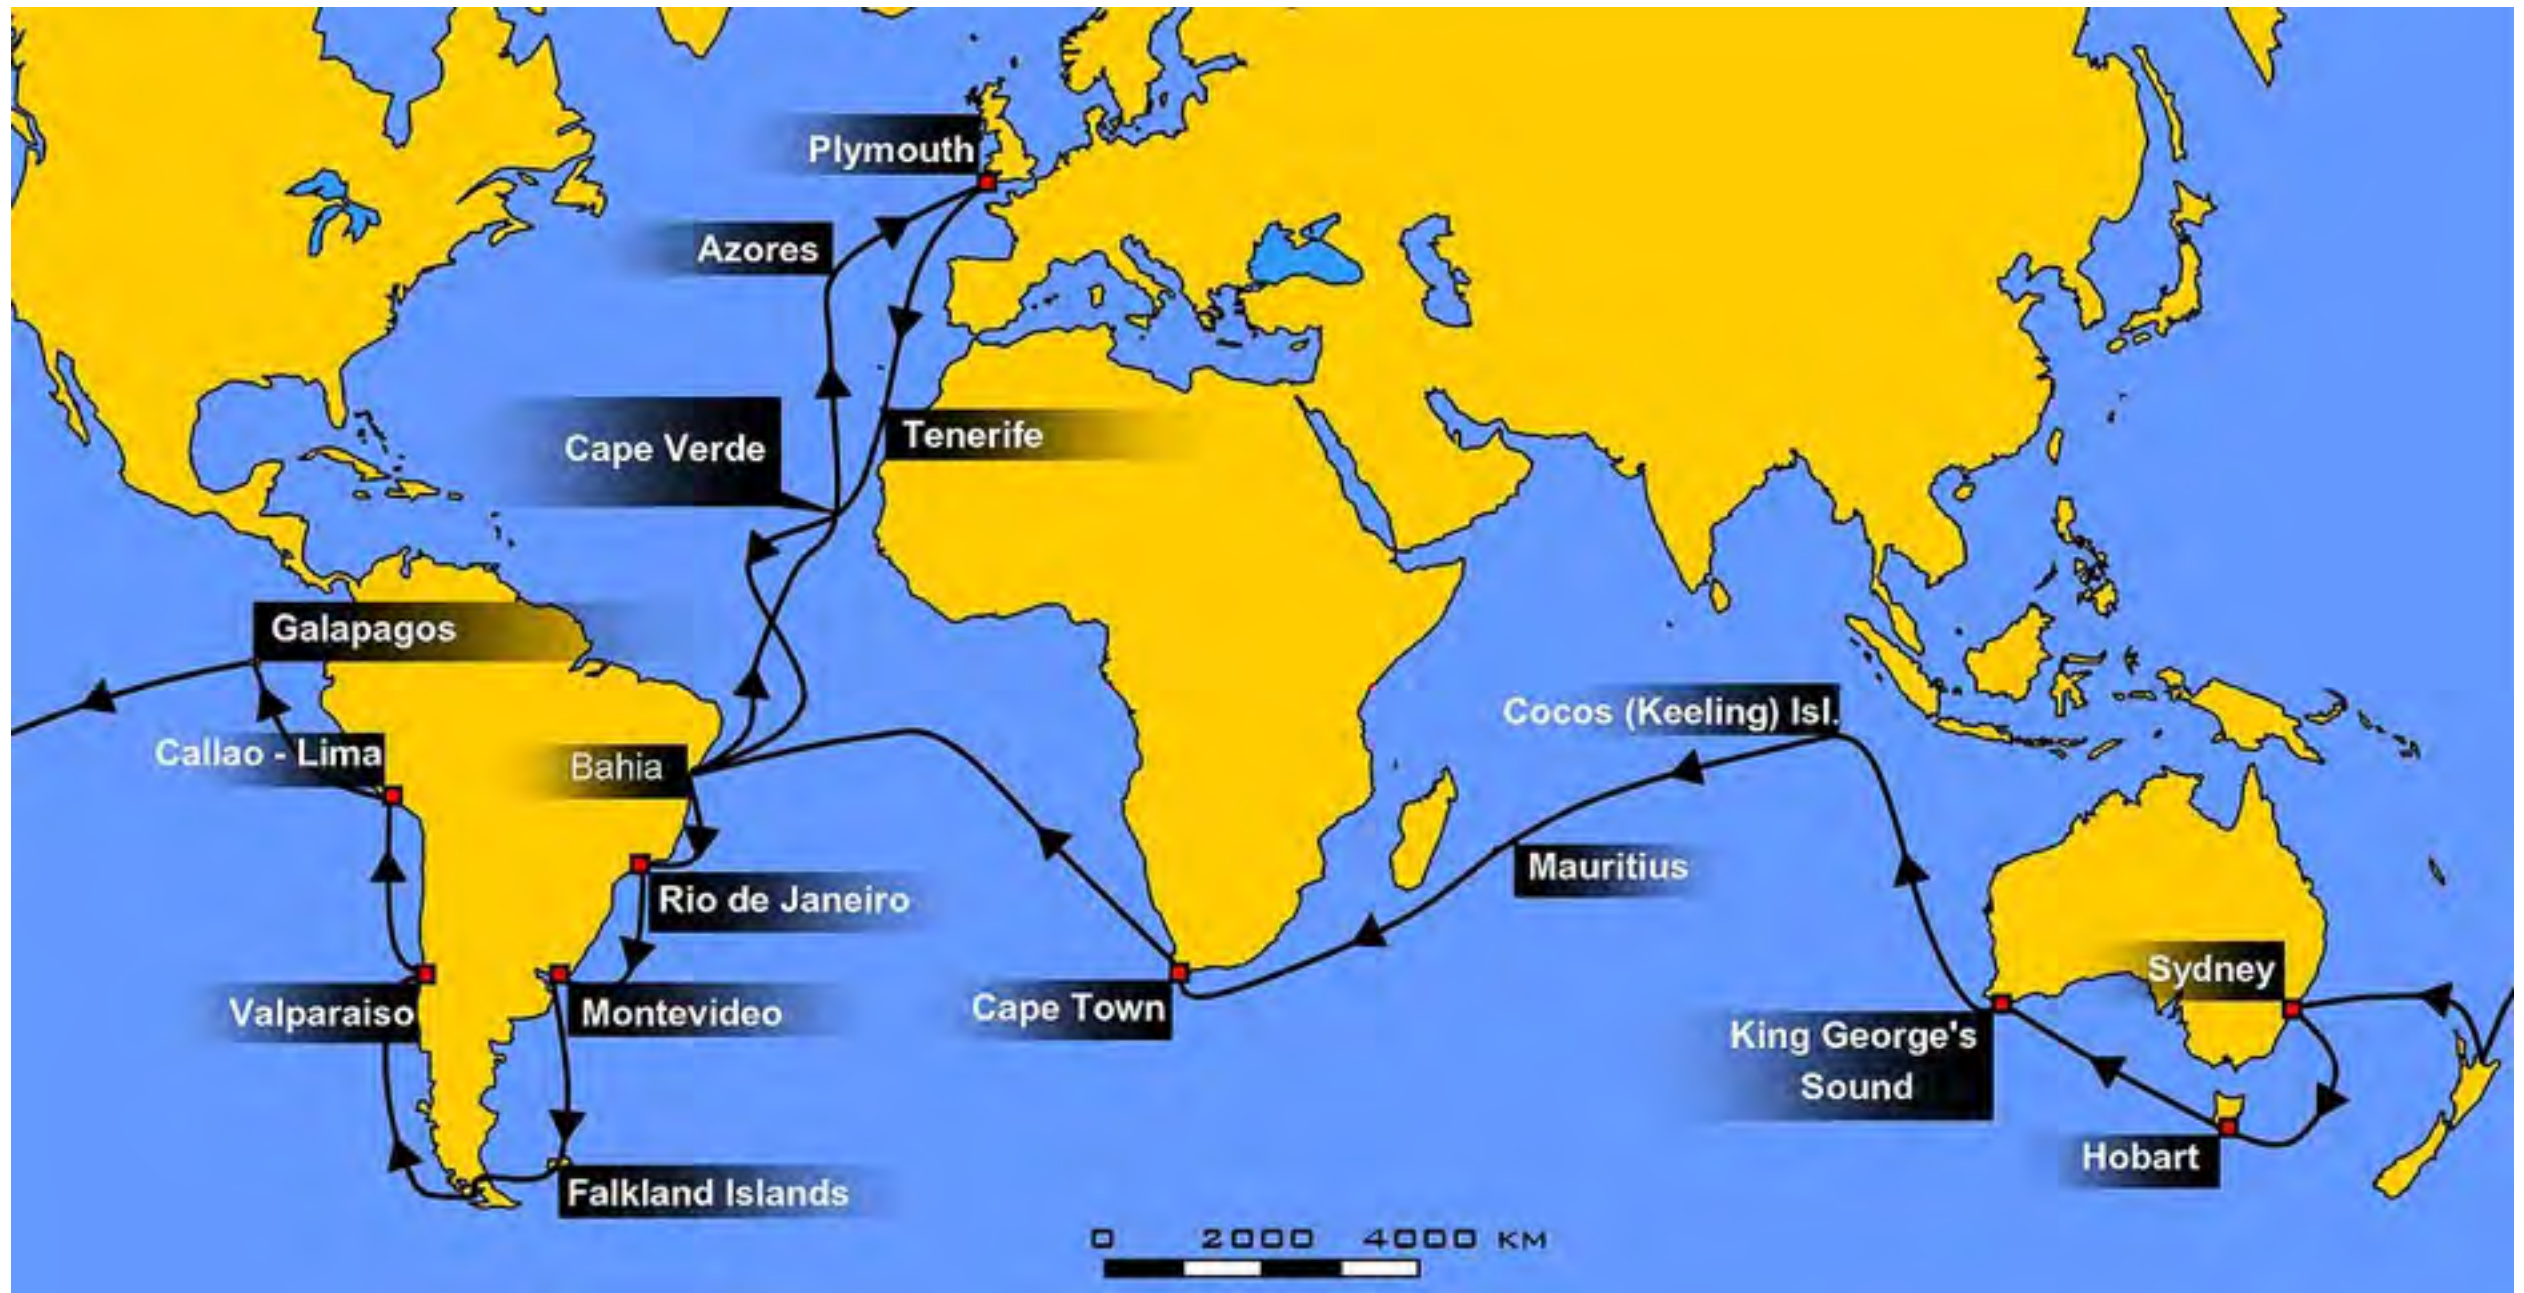 Plymouth
Azores
Cape Verde
Tenerife
Galapagos
Cocos (Keeling) Isl.
Callao - Lima
Bahia
Mauritius
Rio de Janeiro
Sydney
Valparaiso
Montevideo
Cape Town
King George's
Sound
Hobart
Falkland Islands
0 2000 4000 KM